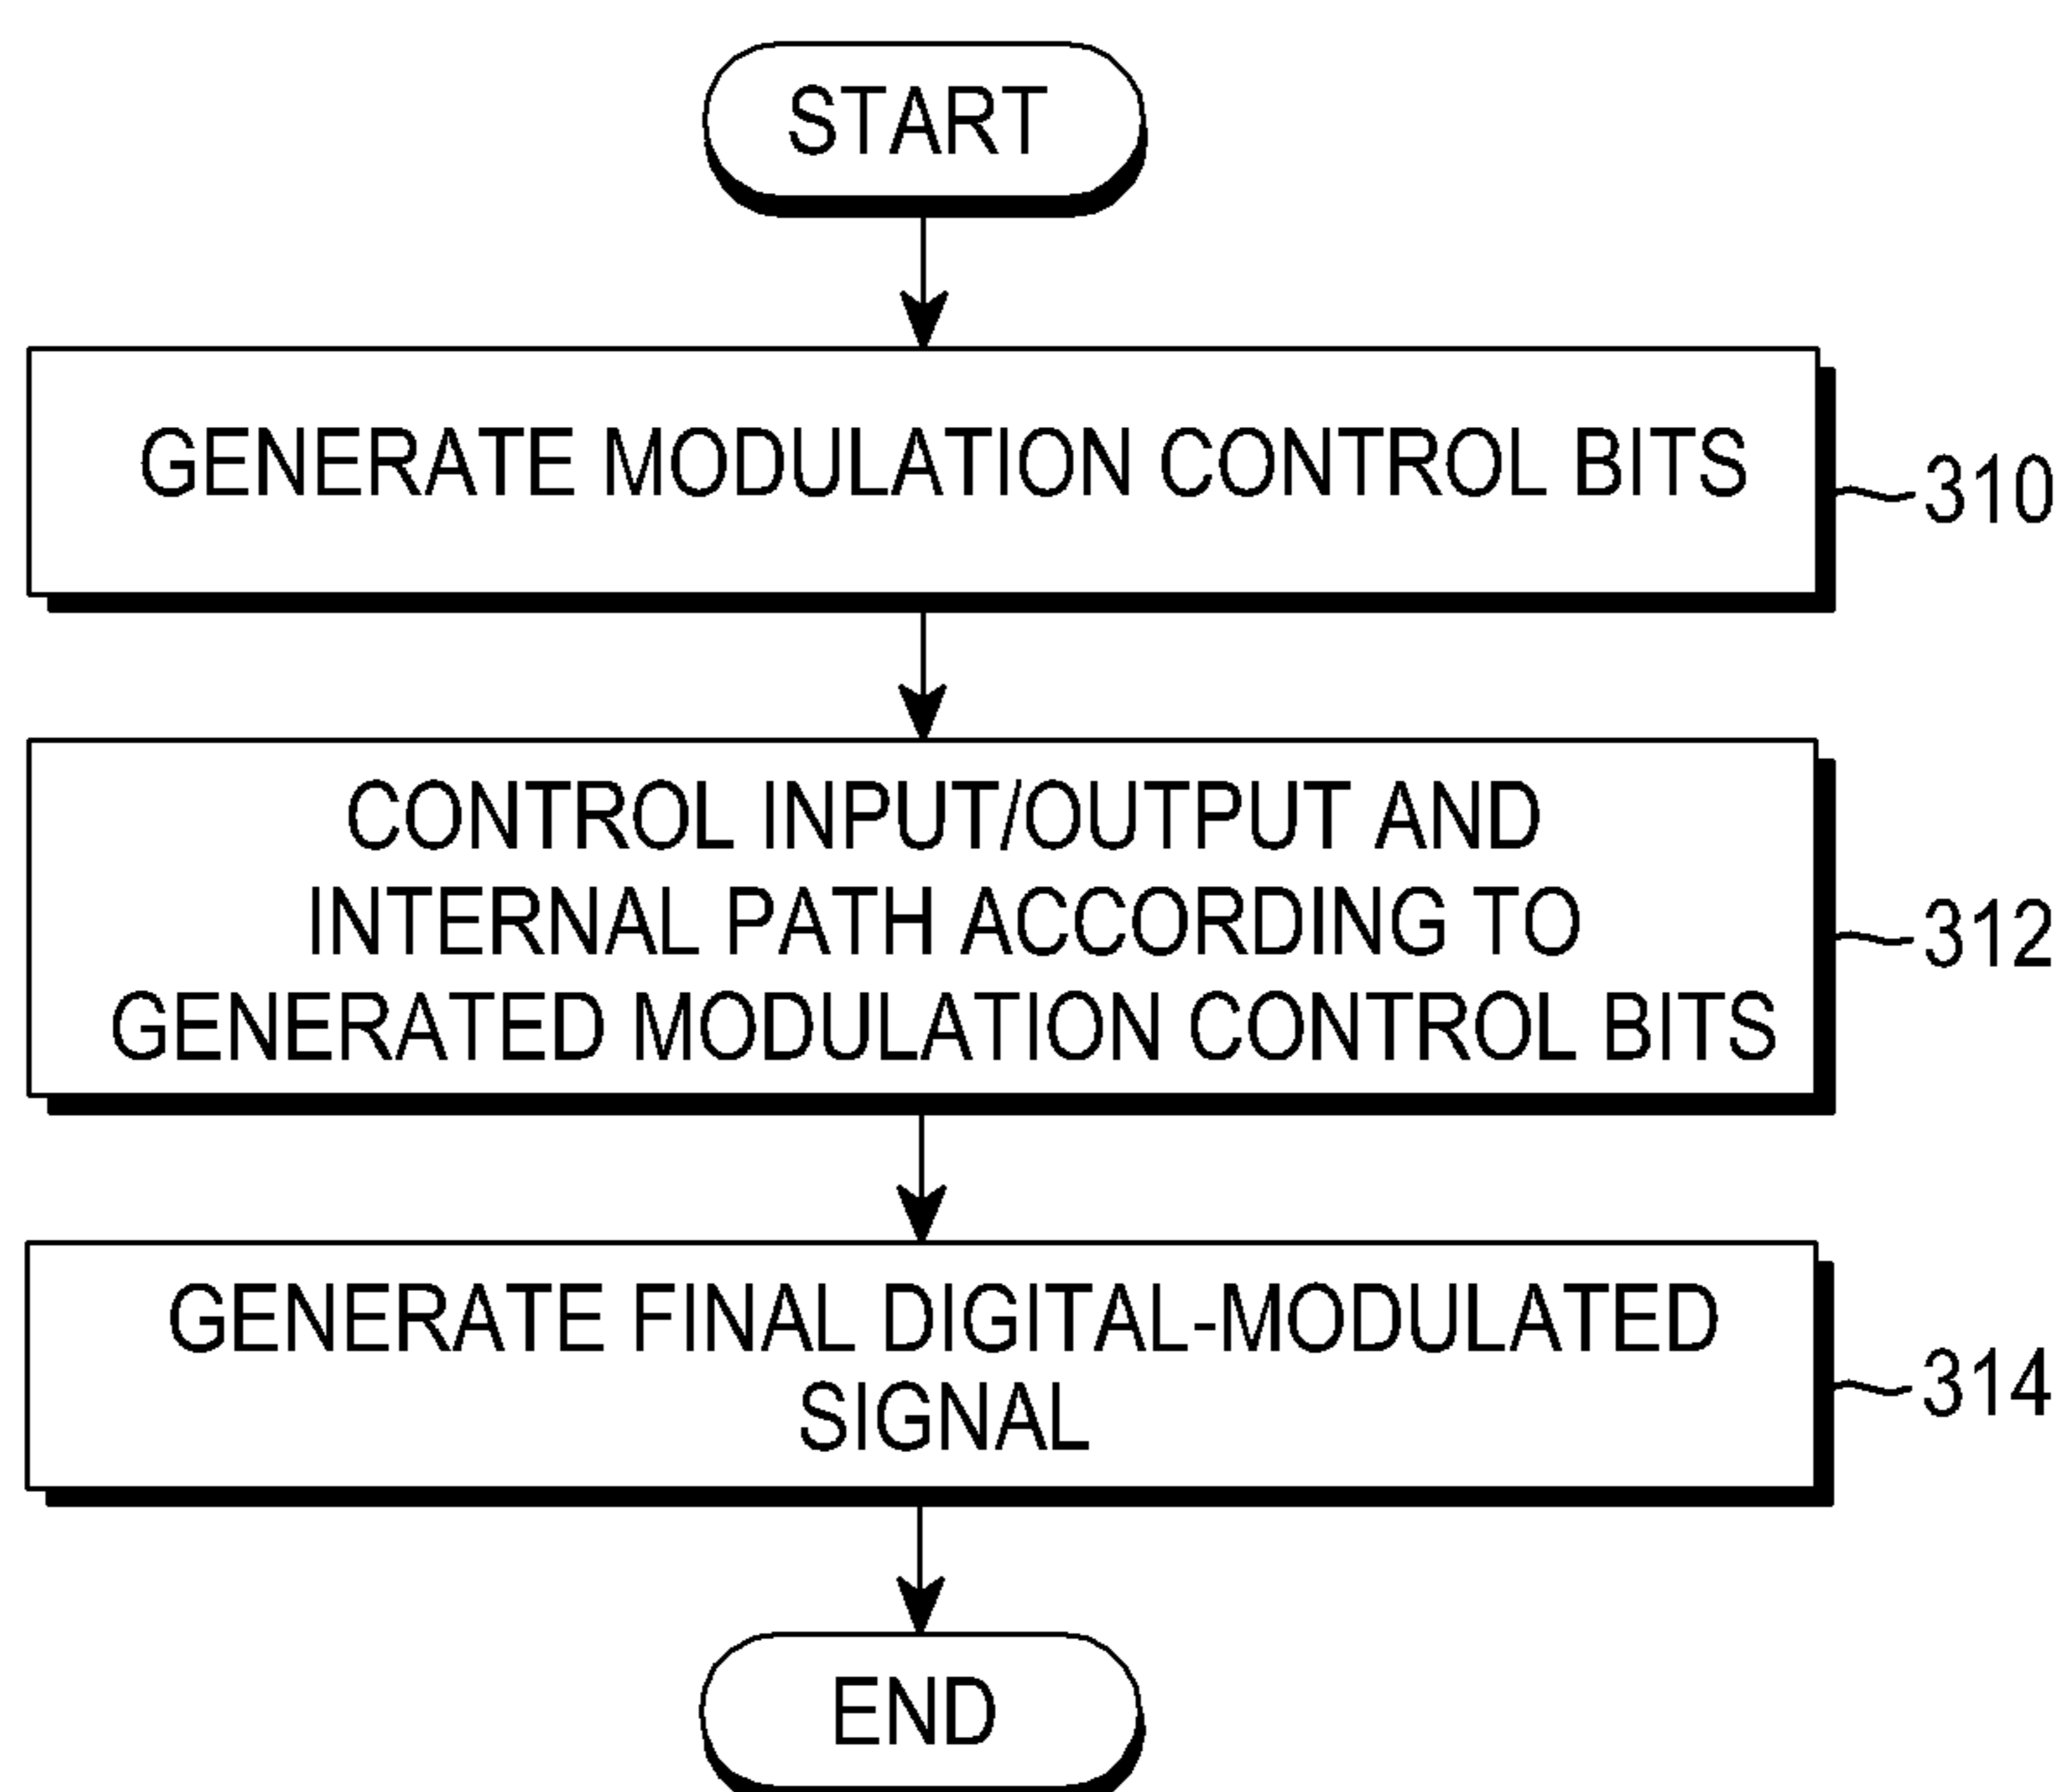 START
GENERATE MODULATION CONTROL BITS
310
CONTROL INPUT/OUTPUT AND
INTERNAL PATH ACCORDING TO
GENERATED MODULATION CONTROL BITS
312
GENERATE FINAL DIGITAL-MODULATED
SIGNAL
314
END